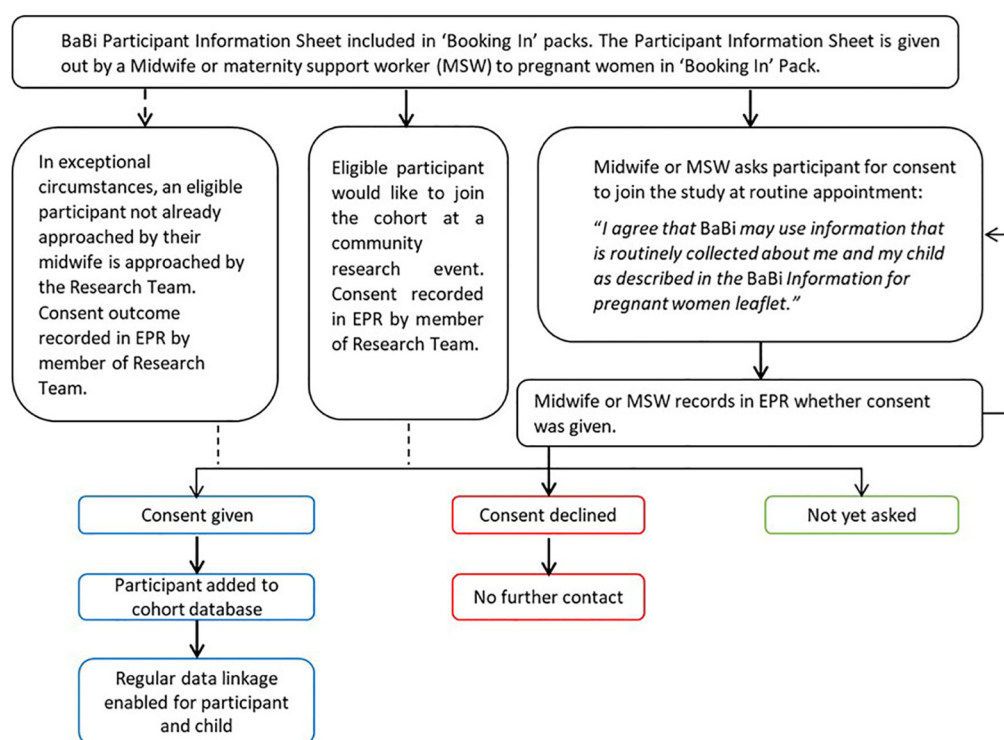 BaBi Participant Information Sheet included in ‘Booking In’ packs. The Participant Information Sheet is given
out by a Midwife or maternity support worker (MSW) to pregnant women in ‘Booking In’ Pack.
In exceptional
circumstances, an eligible
participant not already
approached by their
midwife is approached by
the Research Team.
Consent outcome
recorded in EPR by
member of Research
Team.
Eligible participant
would like to join
the cohort at a
community
research event.
Consent recorded
in EPR by member
of Research Team.
Midwife or MSW asks participant for consent
to join the study at routine appointment:
“I agree that BaBi may use information that
is routinely collected about me and my child
as described in the BaBi Information for
pregnant women leaflet.”
Midwife or MSW records in EPR whether consent
was given.
Consent given
Consent declined
Not yet asked
Participant added to
cohort database
No further contact
Regular data linkage
enabled for participant
and child